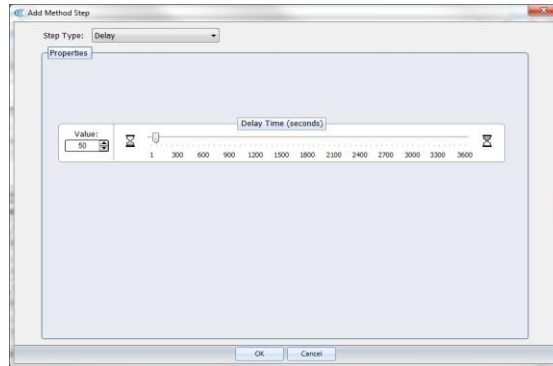 Add Method Step
Step Type: Delay
Properties
Delay Time (seconds)
Value:
50
1 300 600 900 1200 1500 1800 2100 2400 2700 3000 3300 3600
OK Cancel